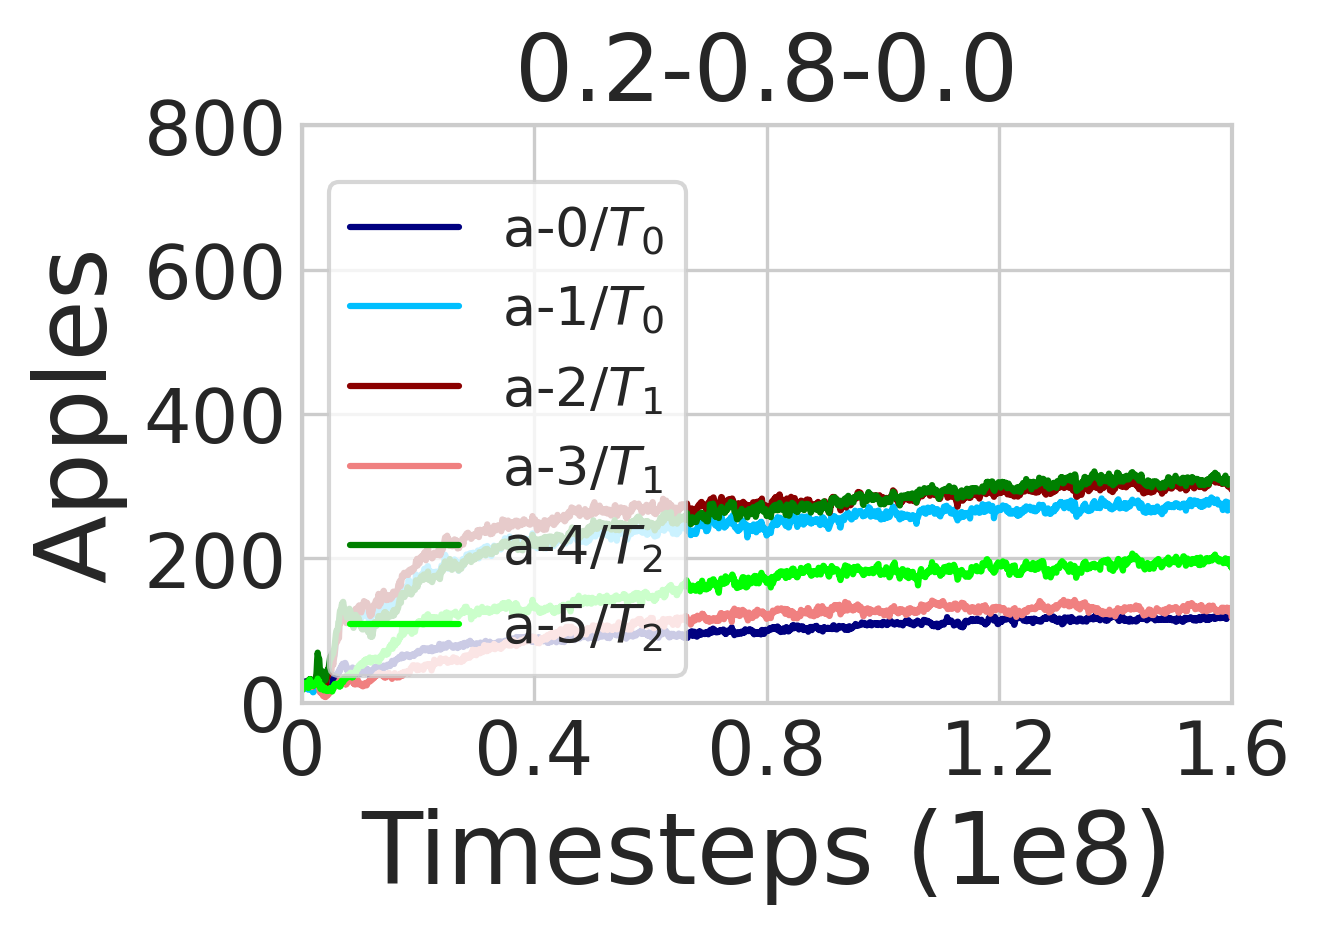 0.2-0.8-0.0
Apples
800
600
400
200
0
a-0/T₀
a-1/T₀
a-2/T₁
a-3/T₁
a-4/T₂
a-5/T₂
0 0.4 0.8 1.2 1.6
Timesteps (1e8)